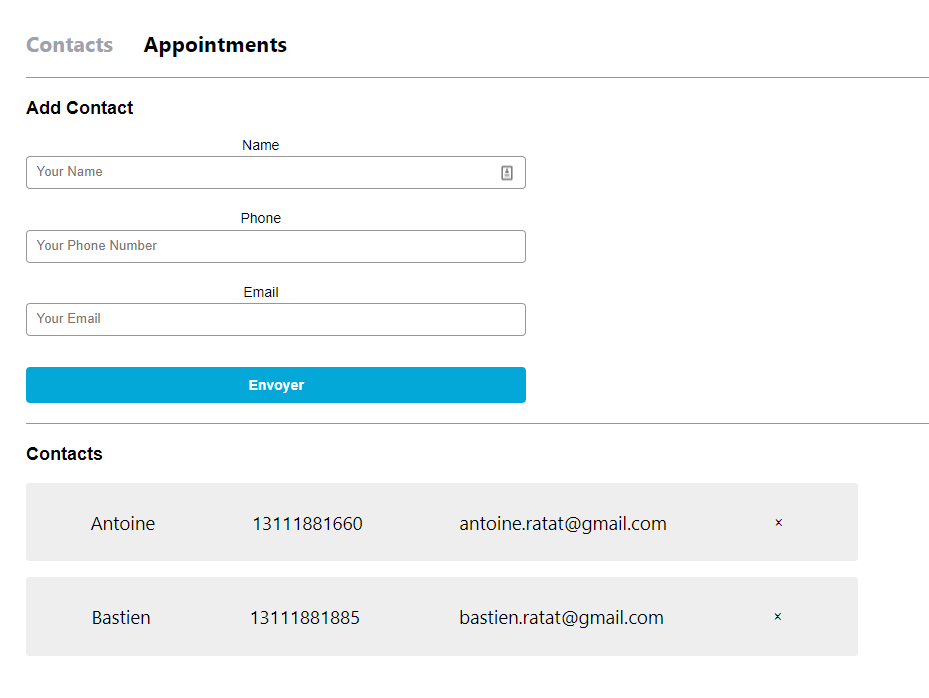 Contacts Appointments
Add Contact
Name
Your Name
Phone
Your Phone Number
Email
Your Email
Envoyer
Contacts
Antoine 13111881660 antoine.ratat@gmail.com ×
Bastien 13111881885 bastien.ratat@gmail.com ×